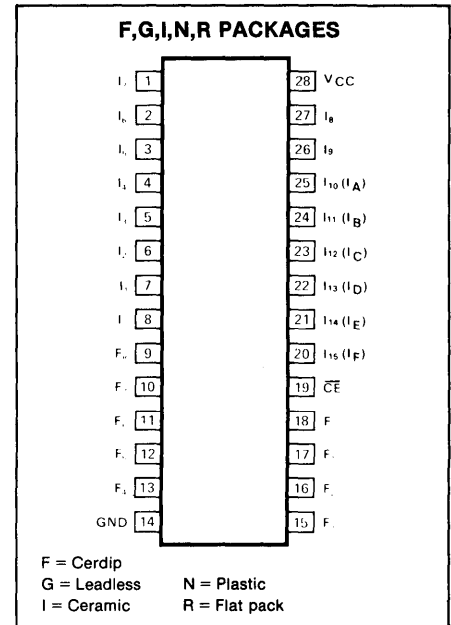 F,G,I,N,R PACKAGES
1 28 VCC
2 27 I8
3 26 I9
4 25 I10 (IA)
5 24 I11 (IB)
6 23 I12 (IC)
7 22 I13 (ID)
8 21 I14 (IE)
9 20 I15 (IF)
10 19 CE
11 18 F
12 17 F
13 16 F
GND 14 15 F
F = Cerdip
G = Leadless N = Plastic
I = Ceramic R = Flat pack